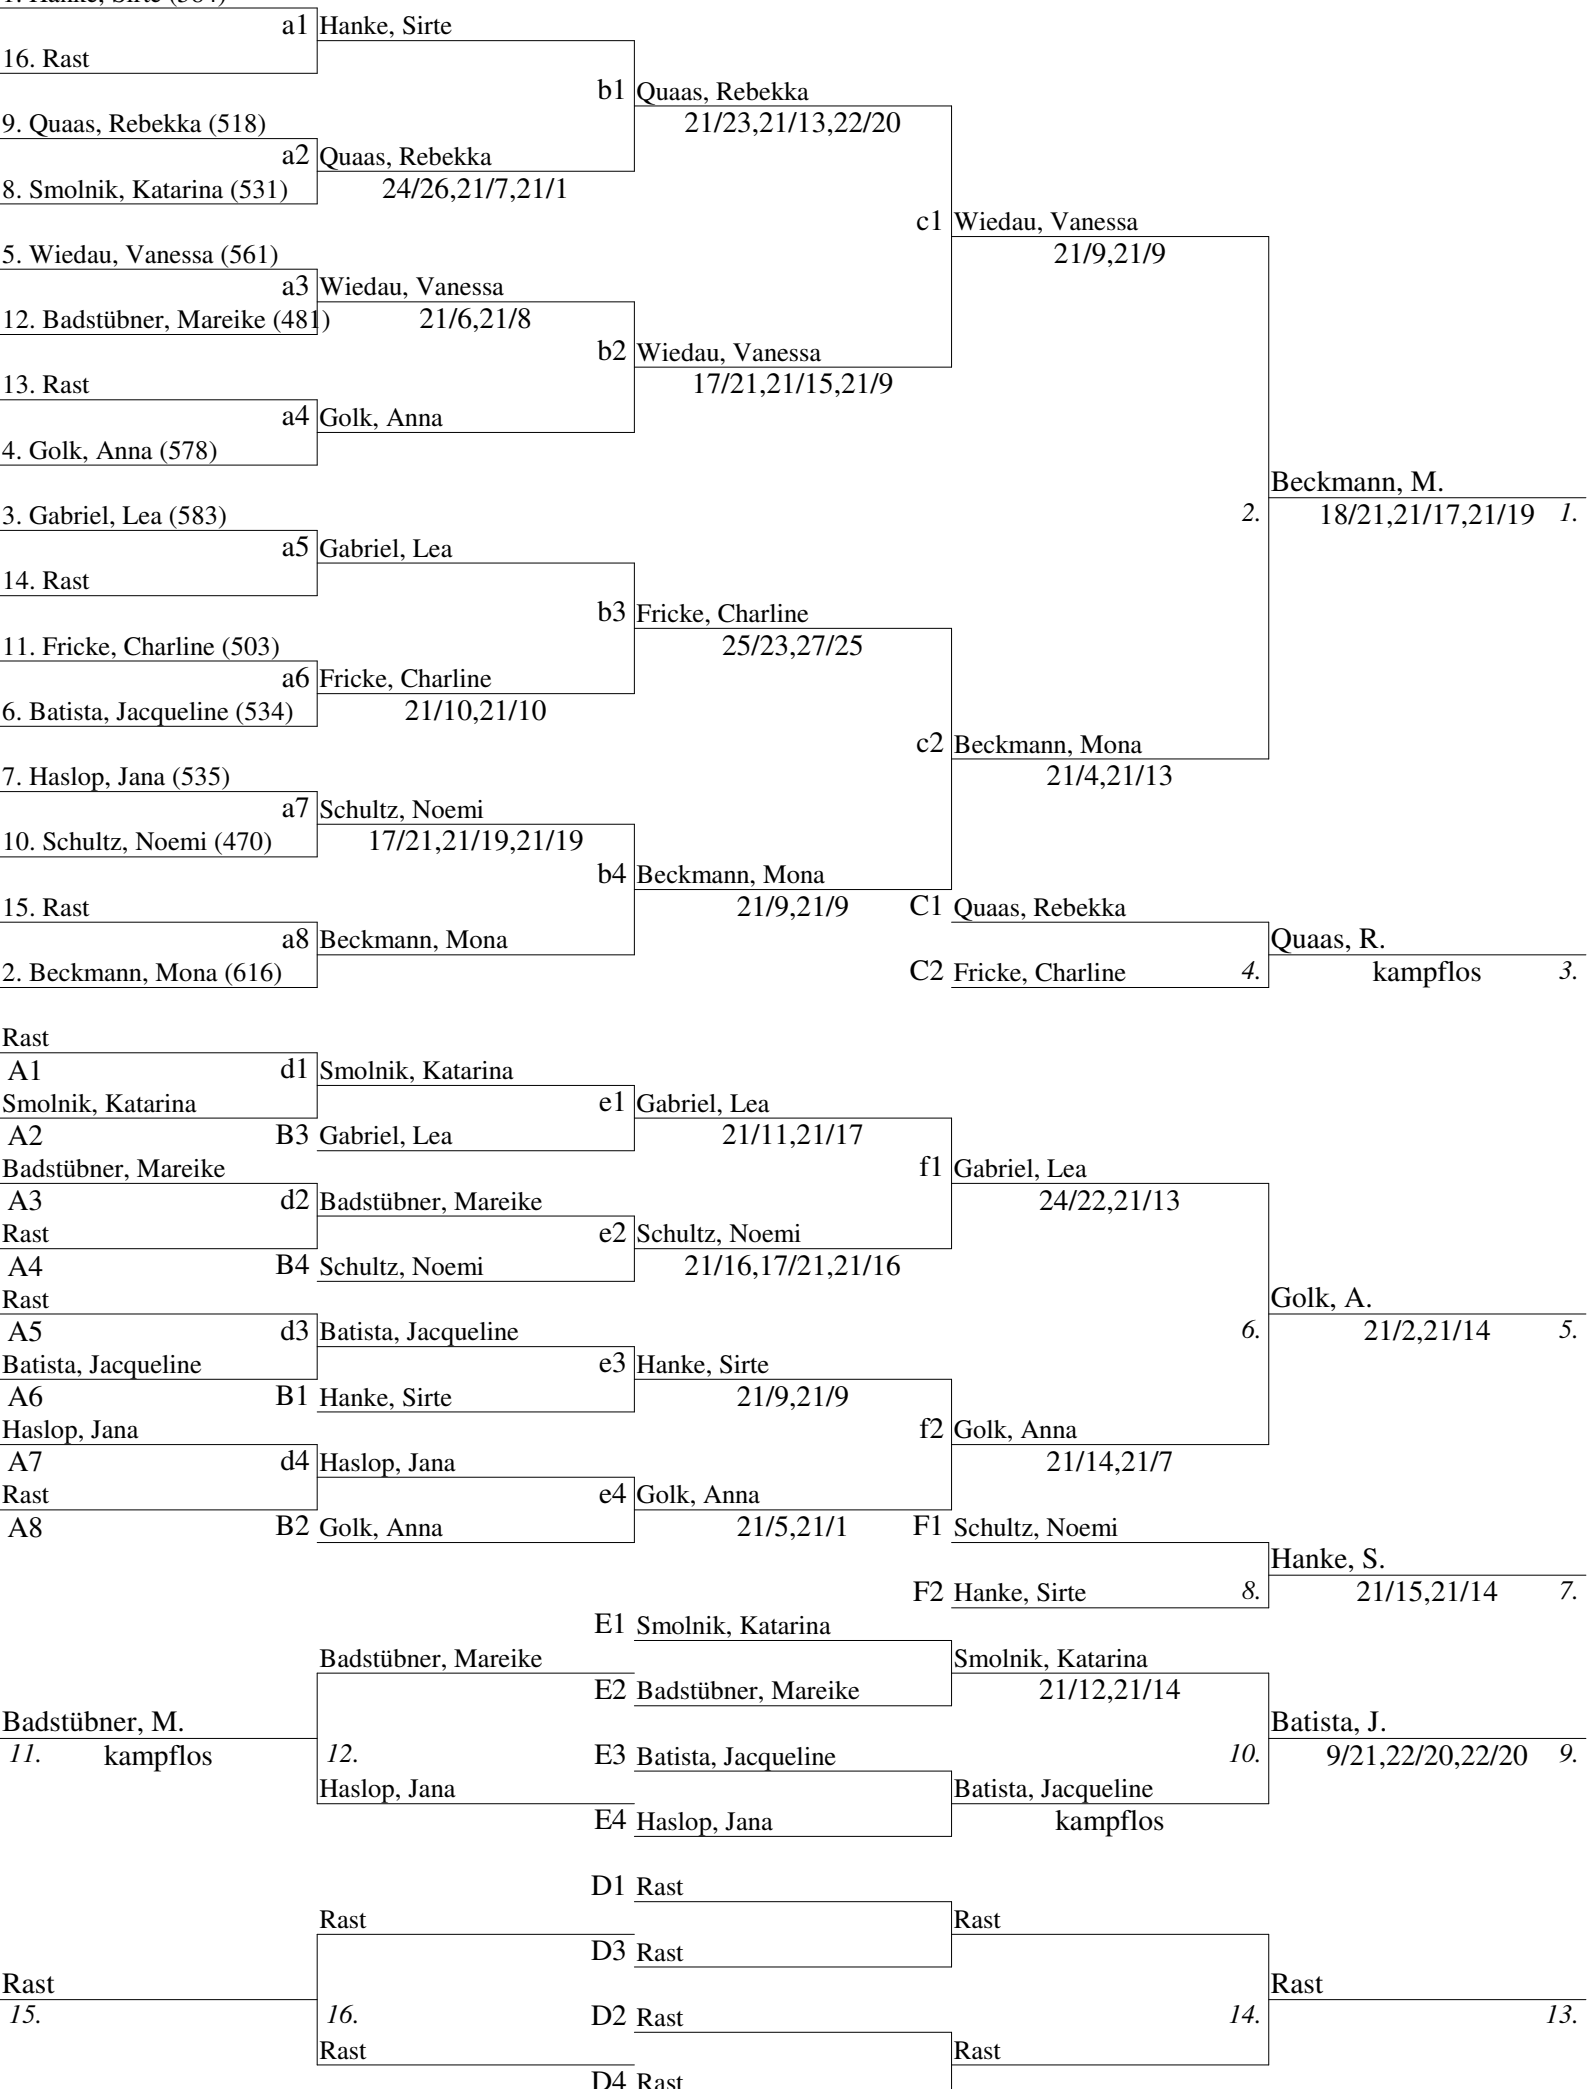 a1 Hanke, Sirte
16. Rast
b1 Quaas, Rebekka
21/23,21/13,22/20
9. Quaas, Rebekka (518)
a2 Quaas, Rebekka
24/26,21/7,21/1
8. Smolnik, Katarina (531)
c1 Wiedau, Vanessa
21/9,21/9
5. Wiedau, Vanessa (561)
a3 Wiedau, Vanessa
21/6,21/8
12. Badstübner, Mareike (481)
b2 Wiedau, Vanessa
17/21,21/15,21/9
13. Rast
a4 Golk, Anna
4. Golk, Anna (578)
Beckmann, M.
2. 18/21,21/17,21/19 1.
3. Gabriel, Lea (583)
a5 Gabriel, Lea
14. Rast
b3 Fricke, Charline
25/23,27/25
11. Fricke, Charline (503)
a6 Fricke, Charline
21/10,21/10
6. Batista, Jacqueline (534)
c2 Beckmann, Mona
21/4,21/13
7. Haslop, Jana (535)
a7 Schultz, Noemi
17/21,21/19,21/19
10. Schultz, Noemi (470)
b4 Beckmann, Mona
21/9,21/9
C1 Quaas, Rebekka
15. Rast
a8 Beckmann, Mona
Quaas, R.
2. Beckmann, Mona (616)
C2 Fricke, Charline 4. kampflos 3.
Rast
A1 d1 Smolnik, Katarina
Smolnik, Katarina
e1 Gabriel, Lea
A2 B3 Gabriel, Lea 21/11,21/17
Badstübner, Mareike
f1 Gabriel, Lea
A3 d2 Badstübner, Mareike 24/22,21/13
Rast
e2 Schultz, Noemi
A4 B4 Schultz, Noemi 21/16,17/21,21/16
Rast
Golk, A.
A5 d3 Batista, Jacqueline 6. 21/2,21/14 5.
Batista, Jacqueline
e3 Hanke, Sirte
A6 B1 Hanke, Sirte 21/9,21/9
Haslop, Jana
f2 Golk, Anna
A7 d4 Haslop, Jana 21/14,21/7
Rast
e4 Golk, Anna
A8 B2 Golk, Anna 21/5,21/1 F1 Schultz, Noemi
Hanke, S.
F2 Hanke, Sirte 8. 21/15,21/14 7.
E1 Smolnik, Katarina
Badstübner, Mareike
Smolnik, Katarina
E2 Badstübner, Mareike 21/12,21/14
Badstübner, M.
Batista, J.
11. kampflos 12. E3 Batista, Jacqueline 10. 9/21,22/20,22/20 9.
Haslop, Jana
Batista, Jacqueline
E4 Haslop, Jana kampflos
D1 Rast
Rast
Rast
D3 Rast
Rast
Rast
15. 16. D2 Rast 14. 13.
Rast
Rast
D4 Rast